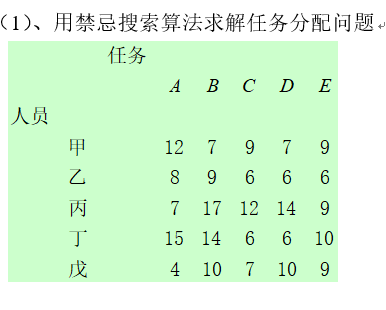 （1）、用禁忌搜索算法求解任务分配问题
任务
A B C D E
人员
甲 12 7 9 7 9
乙 8 9 6 6 6
丙 7 17 12 14 9
丁 15 14 6 6 10
戊 4 10 7 10 9